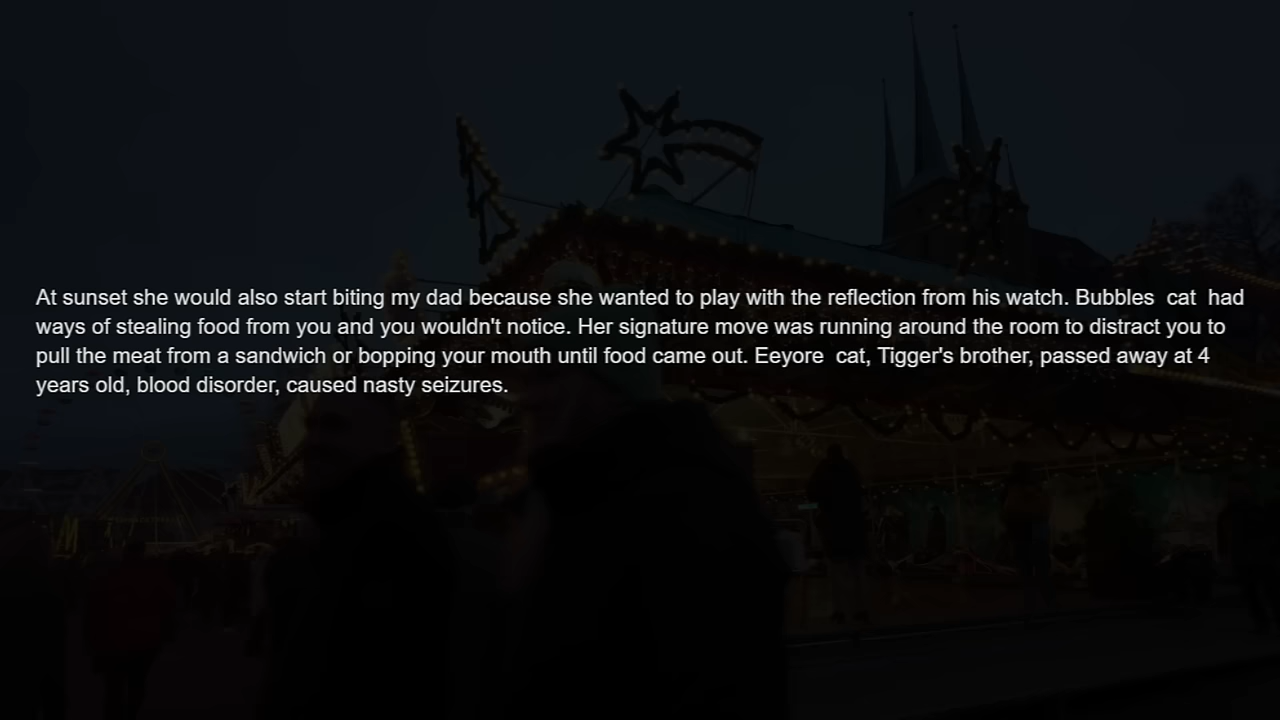 At sunset she would also start biting my dad because she wanted to play with the reflection from his watch. Bubbles  cat  had
ways of stealing food from you and you wouldn't notice. Her signature move was running around the room to distract you to
pull the meat from a sandwich or bopping your mouth until food came out. Eeyore  cat, Tigger's brother, passed away at 4
years old, blood disorder, caused nasty seizures.